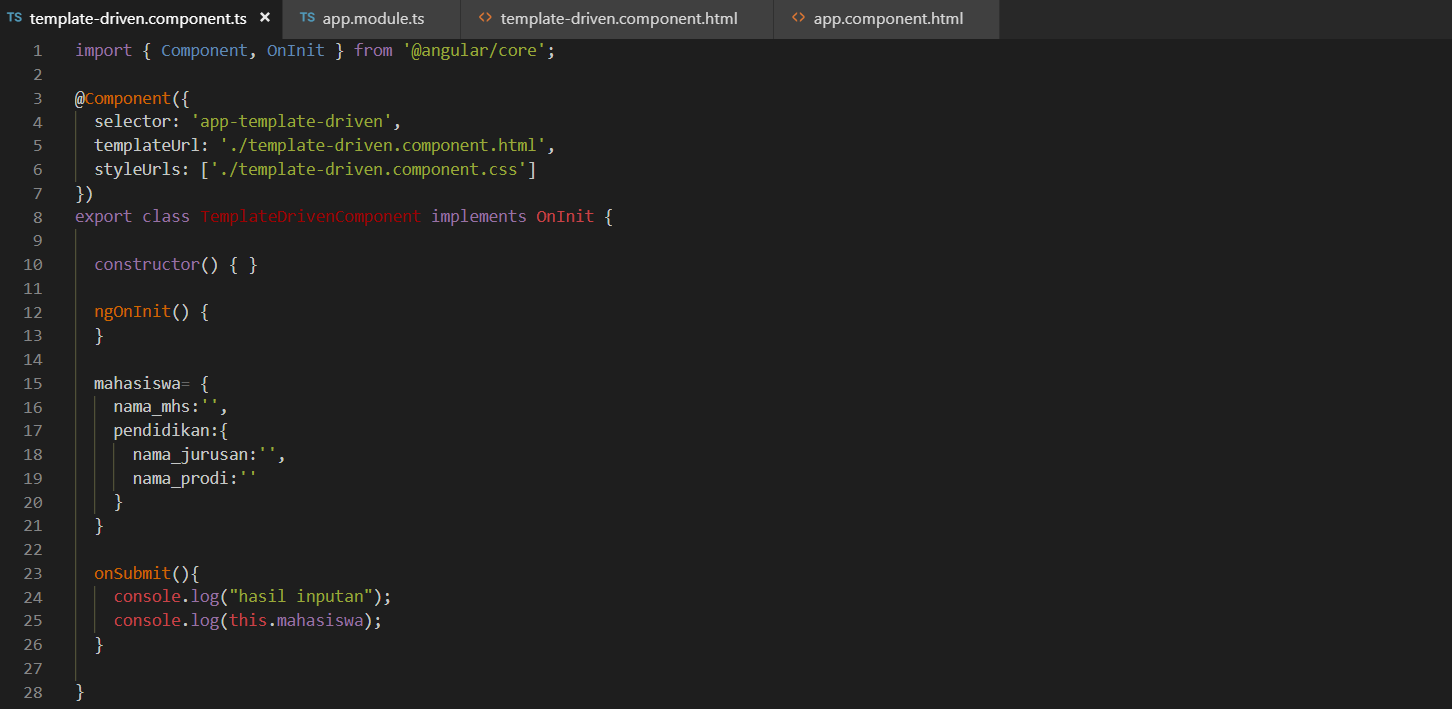 TS template-driven.component.ts × TS app.module.ts <> template-driven.component.html <> app.component.html
1 import { Component, OnInit } from '@angular/core';
2
3 @Component({
4 selector: 'app-template-driven',
5 templateUrl: './template-driven.component.html',
6 styleUrls: ['./template-driven.component.css']
7 })
8 export class TemplateDrivenComponent implements OnInit {
9
10 constructor() { }
11
12 ngOnInit() {
13 }
14
15 mahasiswa= {
16 nama_mhs:'',
17 pendidikan:{
18 nama_jurusan:'',
19 nama_prodi:''
20 }
21 }
22
23 onSubmit(){
24 console.log("hasil inputan");
25 console.log(this.mahasiswa);
26 }
27
28 }